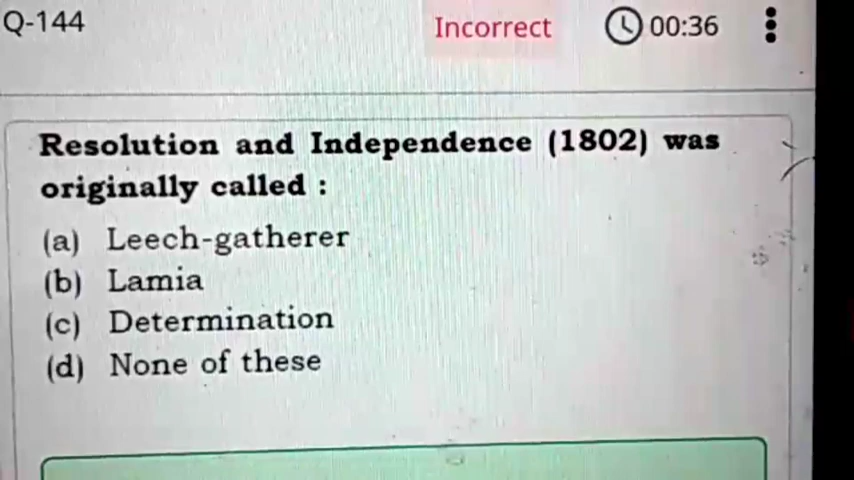 Q-144
Incorrect
00:36
Resolution and Independence (1802) was
originally called :
(a) Leech-gatherer
(b) Lamia
(c) Determination
(d) None of these